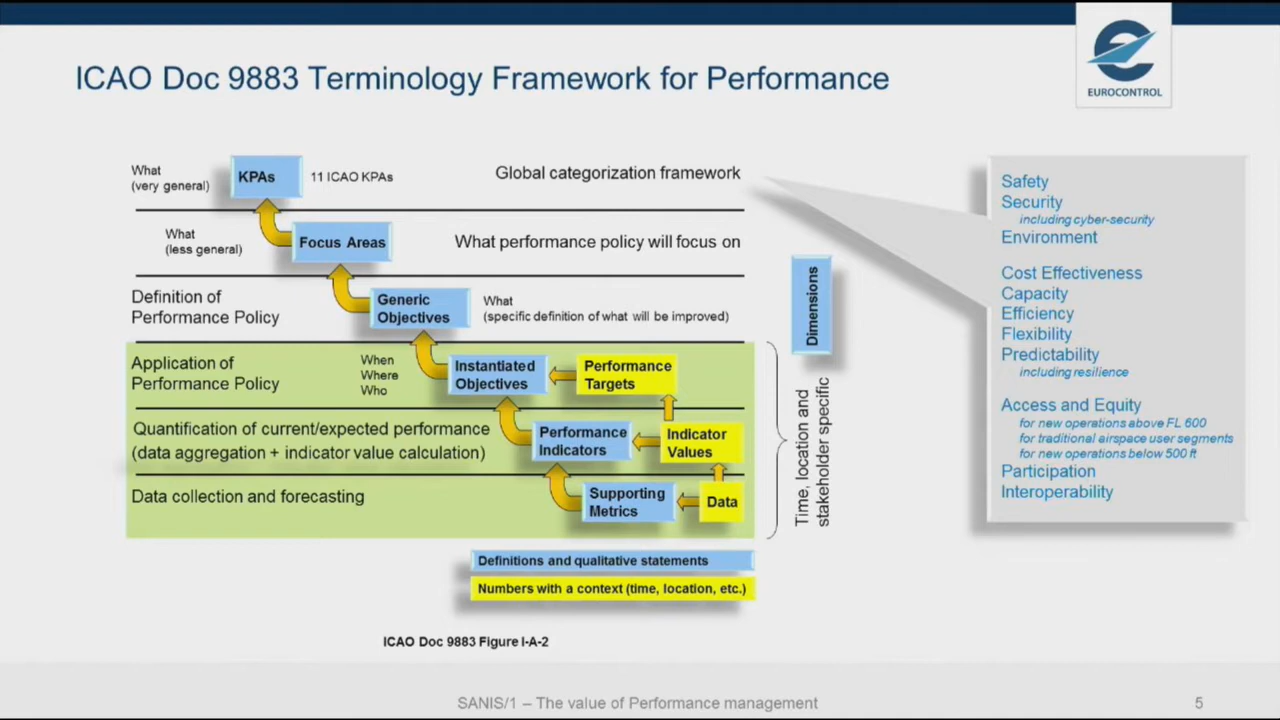 ICAO Doc 9883 Terminology Framework for Performance
EUROCONTROL
What
(very general)
KPAs
11 ICAO KPAs
Global categorization framework
What
(less general)
Focus Areas
What performance policy will focus on
Definition of
Performance Policy
Generic
Objectives
What
(specific definition of what will be improved)
Application of
Performance Policy
When
Where
Who
Instantiated
Objectives
Performance
Targets
Quantification of current/expected performance
(data aggregation + indicator value calculation)
Performance
Indicators
Indicator
Values
Data collection and forecasting
Supporting
Metrics
Data
Dimensions
Time, location and
stakeholder specific
Definitions and qualitative statements
Numbers with a context (time, location, etc.)
ICAO Doc 9883 Figure I-A-2
Safety
Security
including cyber-security
Environment
Cost Effectiveness
Capacity
Efficiency
Flexibility
Predictability
including resilience
Access and Equity
for new operations above FL 600
for traditional airspace user segments
for new operations below 500 ft
Participation
Interoperability
SANIS/1 – The value of Performance management
5